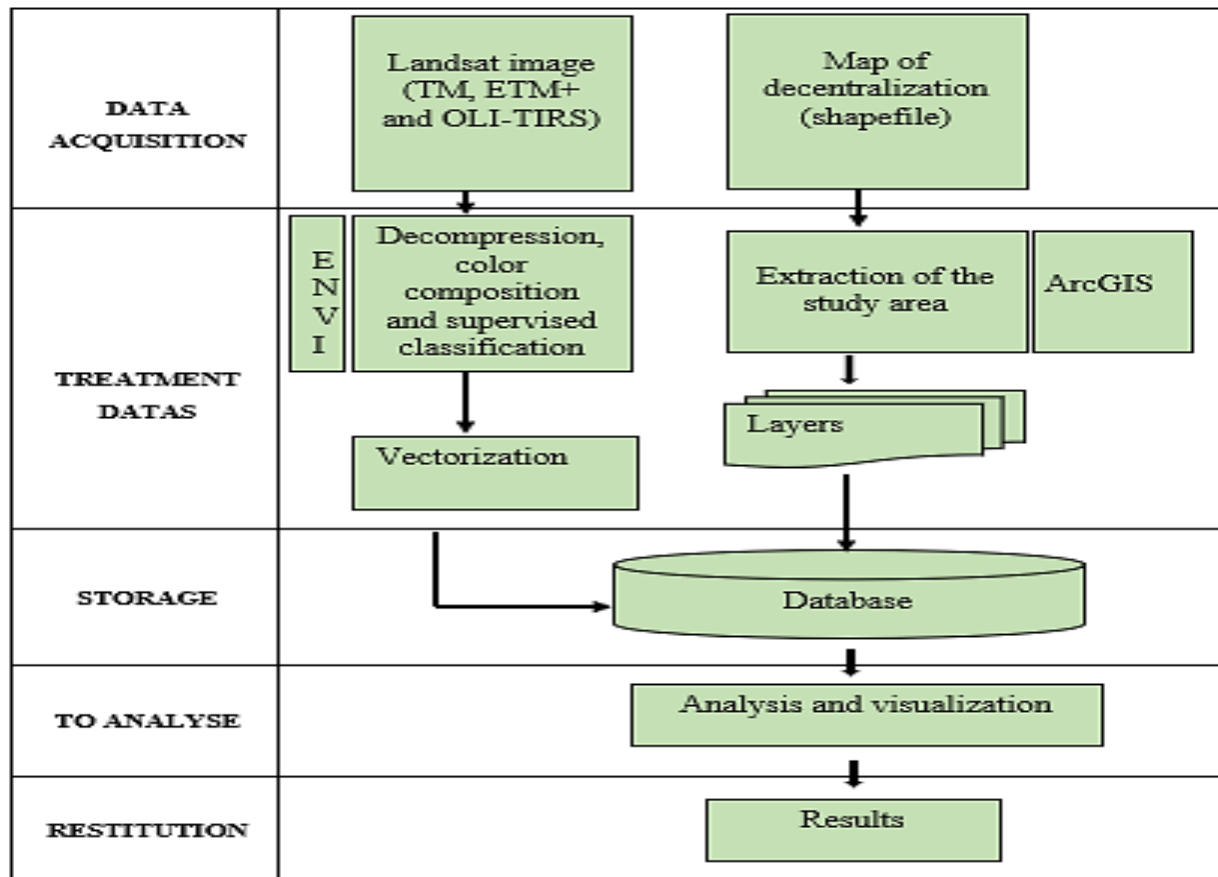 DATA
ACQUISITION
Landsat image
(TM, ETM+
and OLI-TIRS)
Map of
decentralization
(shapefile)
TREATMENT
DATAS
E
N
V
I
Decompression,
color
composition
and supervised
classification
Extraction of the
study area
ArcGIS
Vectorization
Layers
STORAGE
Database
TO ANALYSE
Analysis and visualization
RESTITUTION
Results